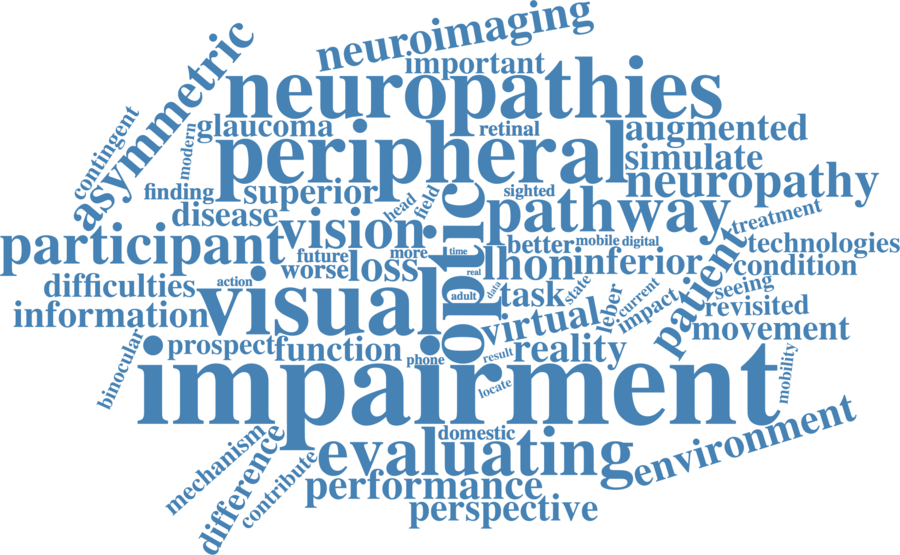 neuroimaging
important
neuropathies
asymmetric
contingent
modern
glaucoma
retinal
augmented
peripheral
simulate
finding
superior
head
field
sighted
neuropathy
disease
vision
optic
pathway
treatment
participant
future
more
time
better
mobile
digital
technologies
worse
loss
real
lhon
inferior
patient
condition
difficulties
action
visual
adult
data
task
state
current
seeing
information
virtual
leber
impact
revisited
movement
binocular
prospect
function
phone
result
reality
mobility
impairment
locate
domestic
environment
mechanism
difference
contribute
evaluating
performance
perspective